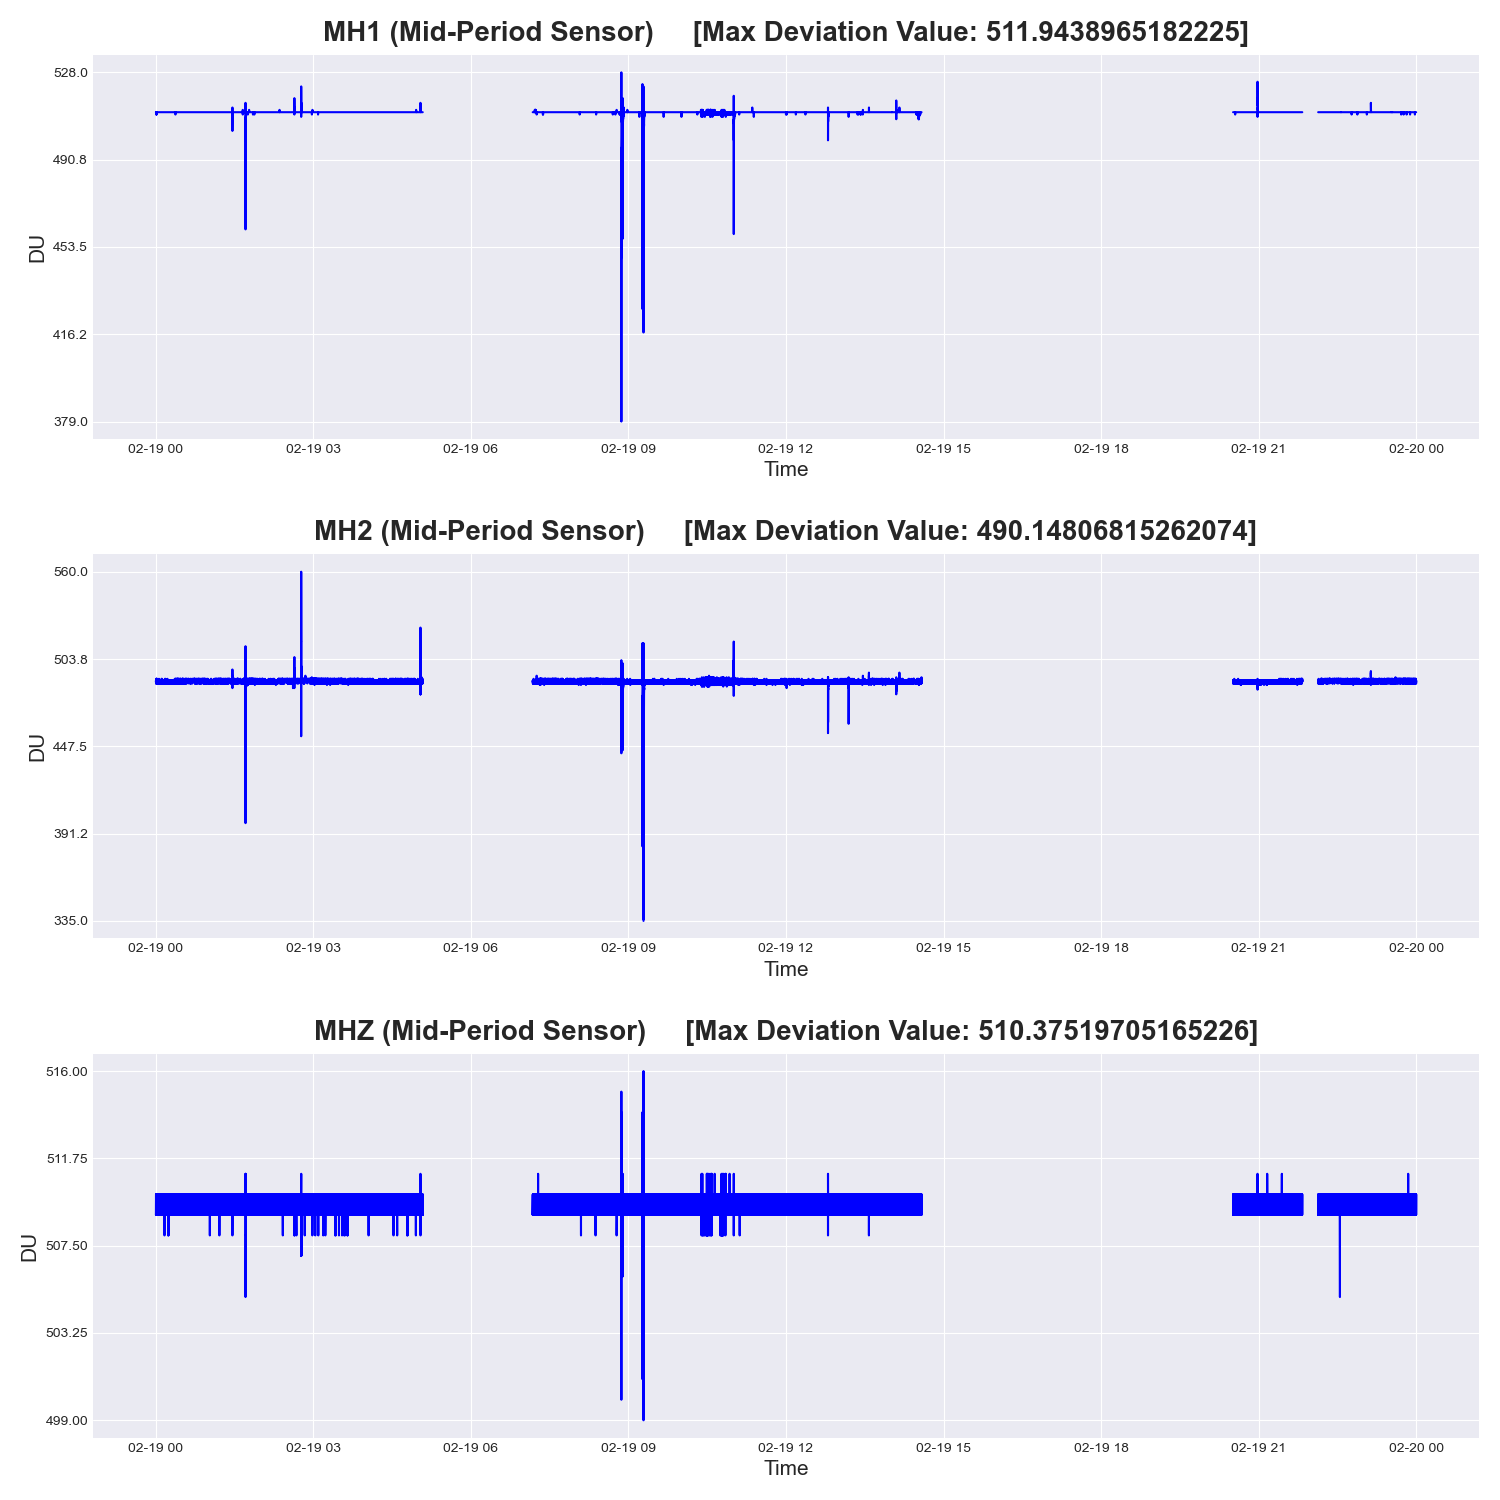 MH1 (Mid-Period Sensor) [Max Deviation Value: 511.9438965182225]
528.0
490.8
453.5
416.2
379.0
DU
02-19 00 02-19 03 02-19 06 02-19 09 02-19 12 02-19 15 02-19 18 02-19 21 02-20 00
Time
MH2 (Mid-Period Sensor) [Max Deviation Value: 490.14806815262074]
560.0
503.8
447.5
391.2
335.0
DU
02-19 00 02-19 03 02-19 06 02-19 09 02-19 12 02-19 15 02-19 18 02-19 21 02-20 00
Time
MHZ (Mid-Period Sensor) [Max Deviation Value: 510.37519705165226]
516.00
511.75
507.50
503.25
499.00
DU
02-19 00 02-19 03 02-19 06 02-19 09 02-19 12 02-19 15 02-19 18 02-19 21 02-20 00
Time